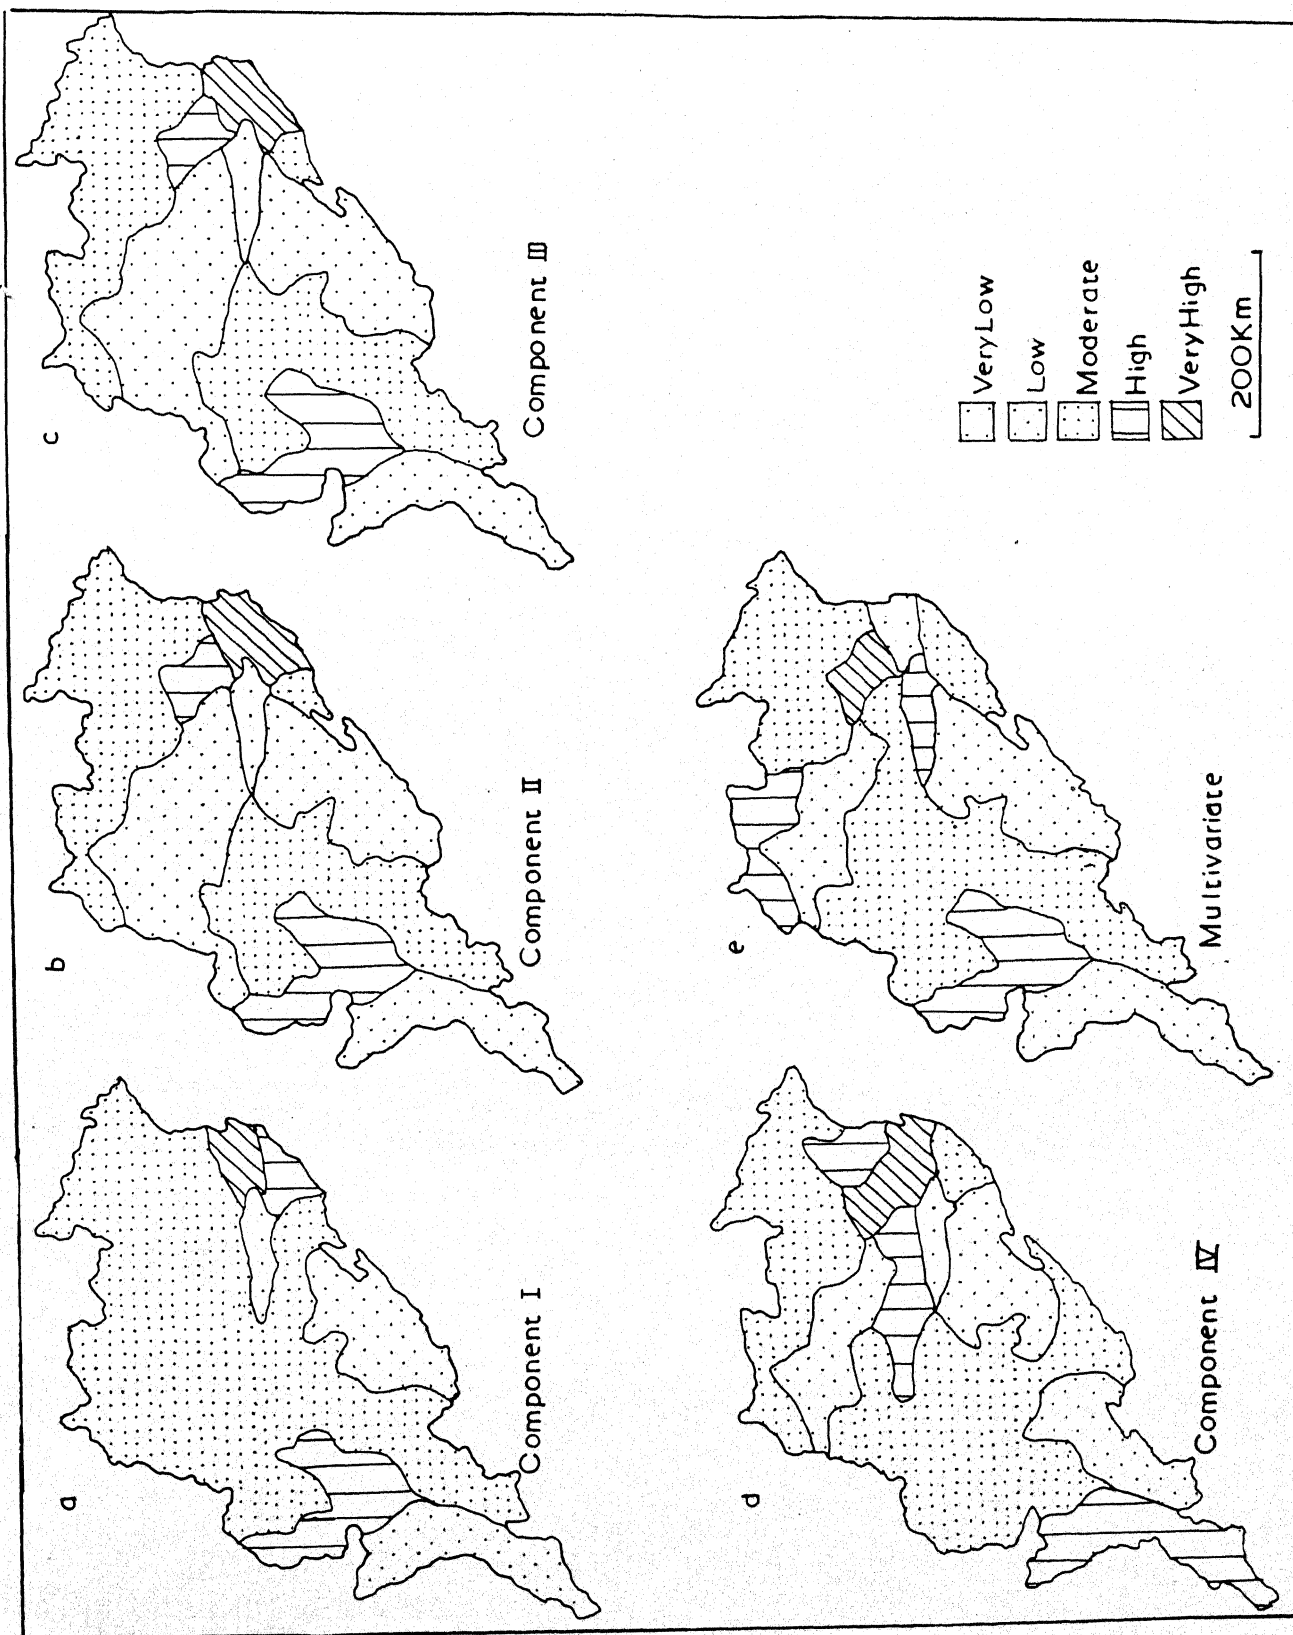 a
Component I
b
Component II
c
Component III
d
Component IV
e
Multivariate
Very Low
Low
Moderate
High
Very High
200Km